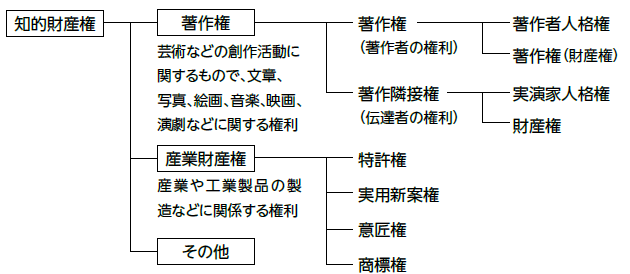 知的財産権
著作権
芸術などの創作活動に
関するもので、文章、
写真、絵画、音楽、映画、
演劇などに関する権利
著作権
(著作者の権利)
著作者人格権
著作権(財産権)
著作隣接権
(伝達者の権利)
実演家人格権
財産権
産業財産権
産業や工業製品の製
造などに関係する権利
特許権
実用新案権
意匠権
商標権
その他